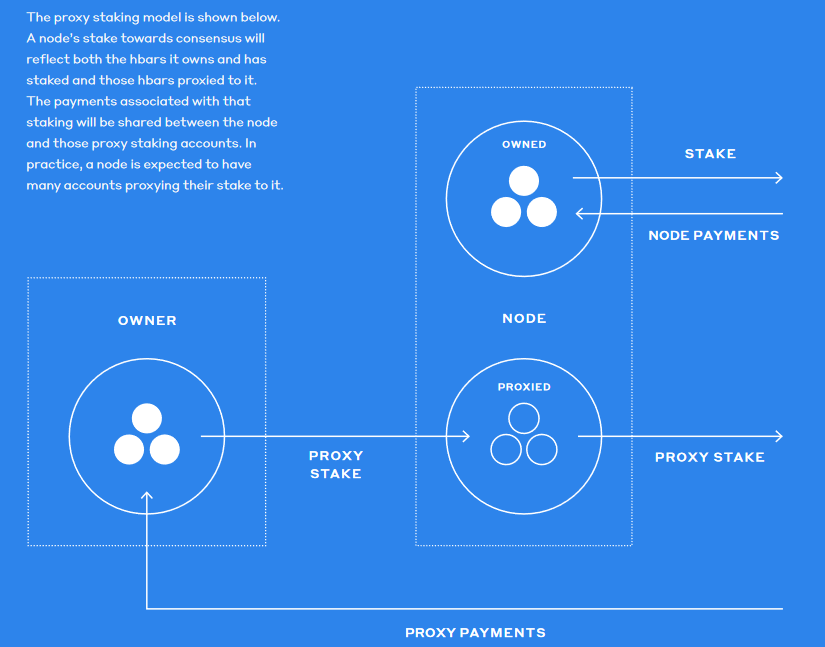 The proxy staking model is shown below.
A node's stake towards consensus will
reflect both the hbars it owns and has
staked and those hbars proxied to it.
The payments associated with that
staking will be shared between the node
and those proxy staking accounts. In
practice, a node is expected to have
many accounts proxying their stake to it.
OWNED
STAKE
NODE PAYMENTS
OWNER
NODE
PROXIED
PROXY
STAKE
PROXY STAKE
PROXY PAYMENTS